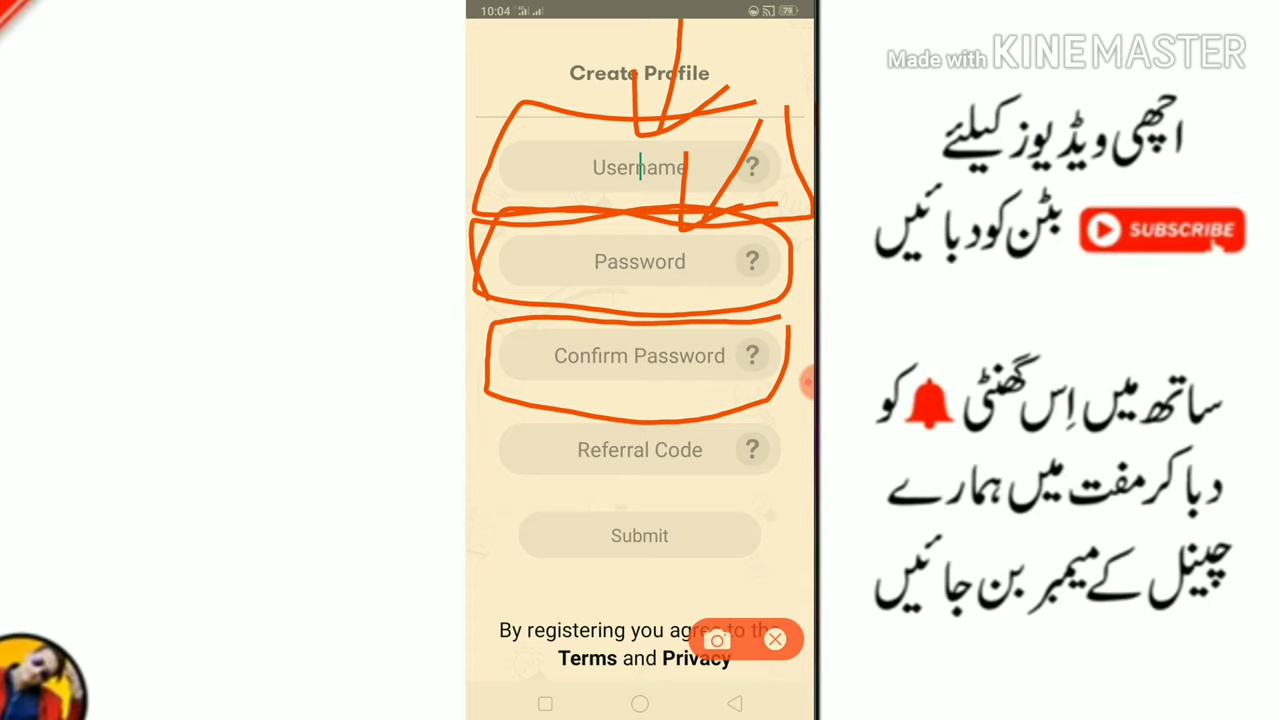 10:04
79
Create Profile
Username
?
Password
?
Confirm Password
?
Referral Code
?
Submit
By registering you agree to the
Terms and Privacy
Made with KINEMASTER
اچھی ویڈیوز کیلئے
بٹن کو دبائیں SUBSCRIBE
ساتھ میں اِس گھنٹی کو
دبا کر مفت میں ہمارے
چینل کے میمبر بن جائیں